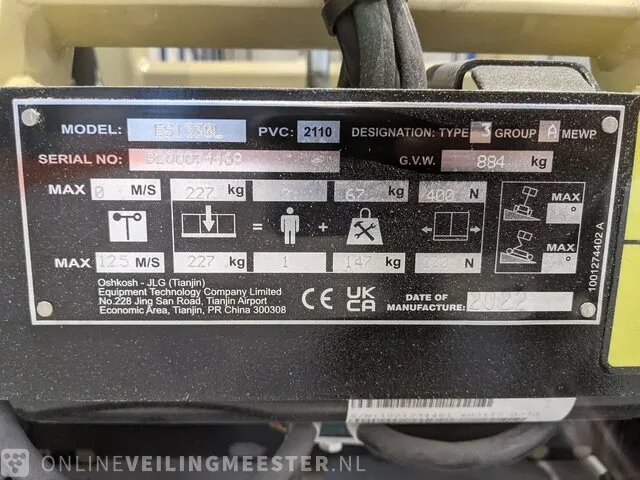 MODEL: ES1330L PVC: 2110 DESIGNATION: TYPE 3 GROUP A MEWP
SERIAL NO: G.V.W. 884 kg
MAX 0 M/S 227 kg 2 67 kg 400 N MAX
= +
MAX 12.5 M/S 227 kg 1 147 kg N
Oshkosh - JLG (Tianjin)
Equipment Technology Company Limited
No.228 Jing San Road, Tianjin Airport
Economic Area, Tianjin, PR China 300308
CE UK CA
DATE OF
MANUFACTURE: 2022
1001274402 A
ONLINEVEILINGMEESTER.NL